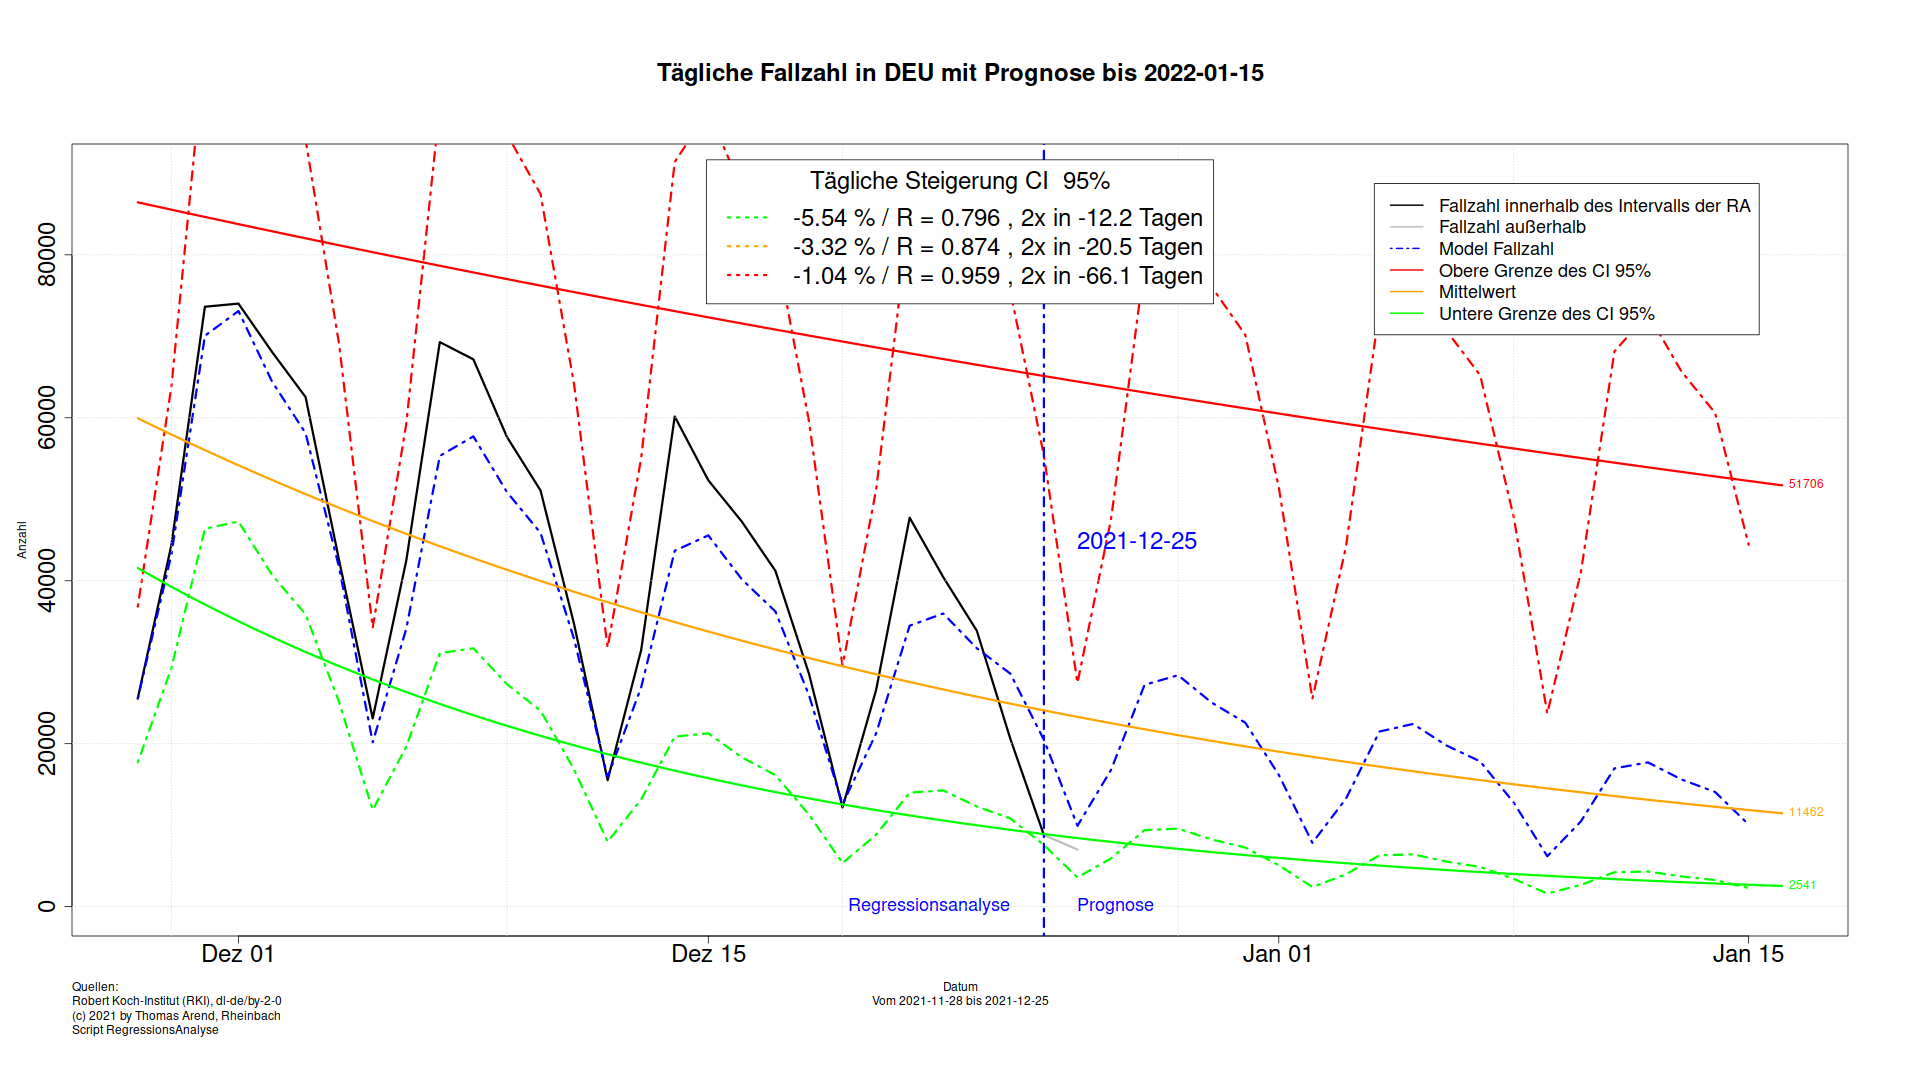 Tägliche Fallzahl in DEU mit Prognose bis 2022-01-15
Tägliche Steigerung CI  95%
-5.54 % / R = 0.796 , 2x in -12.2 Tagen
-3.32 % / R = 0.874 , 2x in -20.5 Tagen
-1.04 % / R = 0.959 , 2x in -66.1 Tagen
Fallzahl innerhalb des Intervalls der RA
Fallzahl außerhalb
Model Fallzahl
Obere Grenze des CI 95%
Mittelwert
Untere Grenze des CI 95%
Anzahl
80000
60000
40000
20000
0
51706
11462
2541
2021-12-25
Regressionsanalyse
Prognose
Dez 01
Dez 15
Jan 01
Jan 15
Datum
Vom 2021-11-28 bis 2021-12-25
Quellen:
Robert Koch-Institut (RKI), dl-de/by-2-0
(c) 2021 by Thomas Arend, Rheinbach
Script RegressionsAnalyse